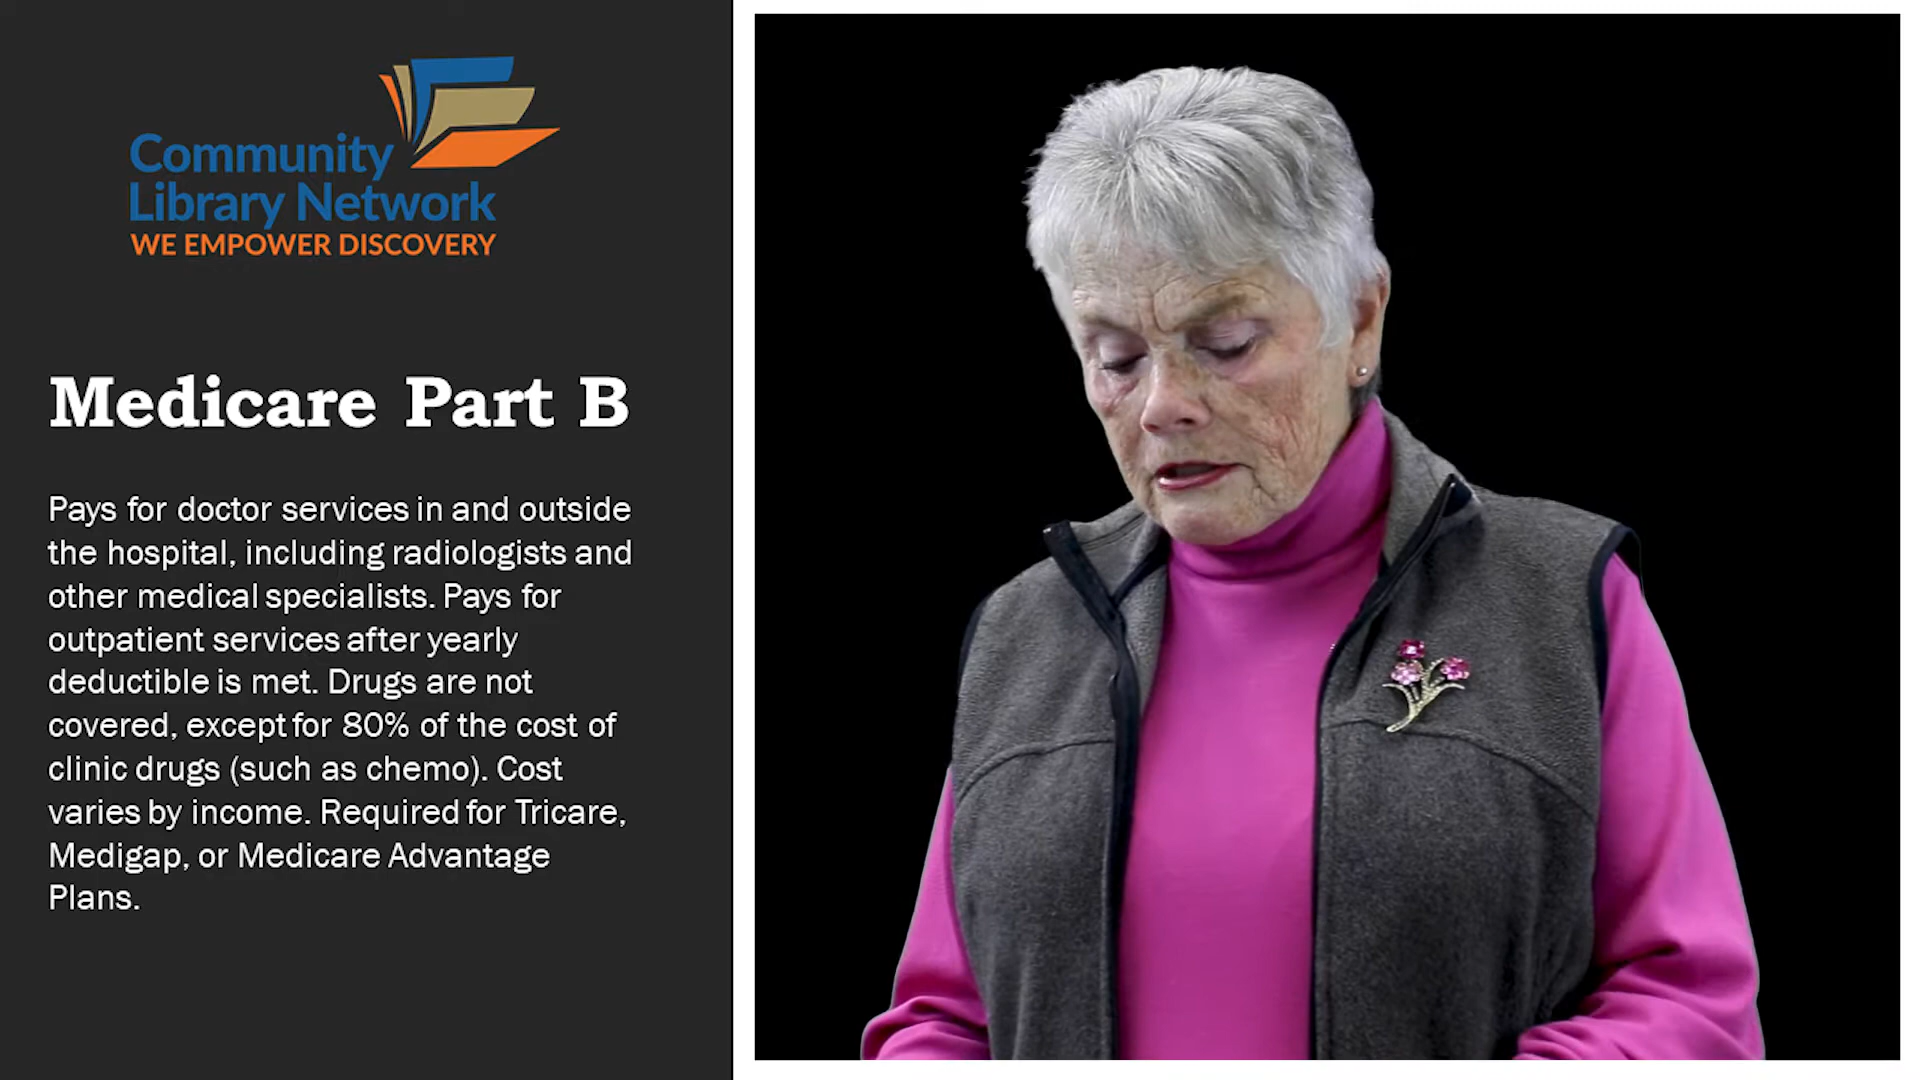 Community
Library Network
WE EMPOWER DISCOVERY
Medicare Part B
Pays for doctor services in and outside
the hospital, including radiologists and
other medical specialists. Pays for
outpatient services after yearly
deductible is met. Drugs are not
covered, except for 80% of the cost of
clinic drugs (such as chemo). Cost
varies by income. Required for Tricare,
Medigap, or Medicare Advantage
Plans.